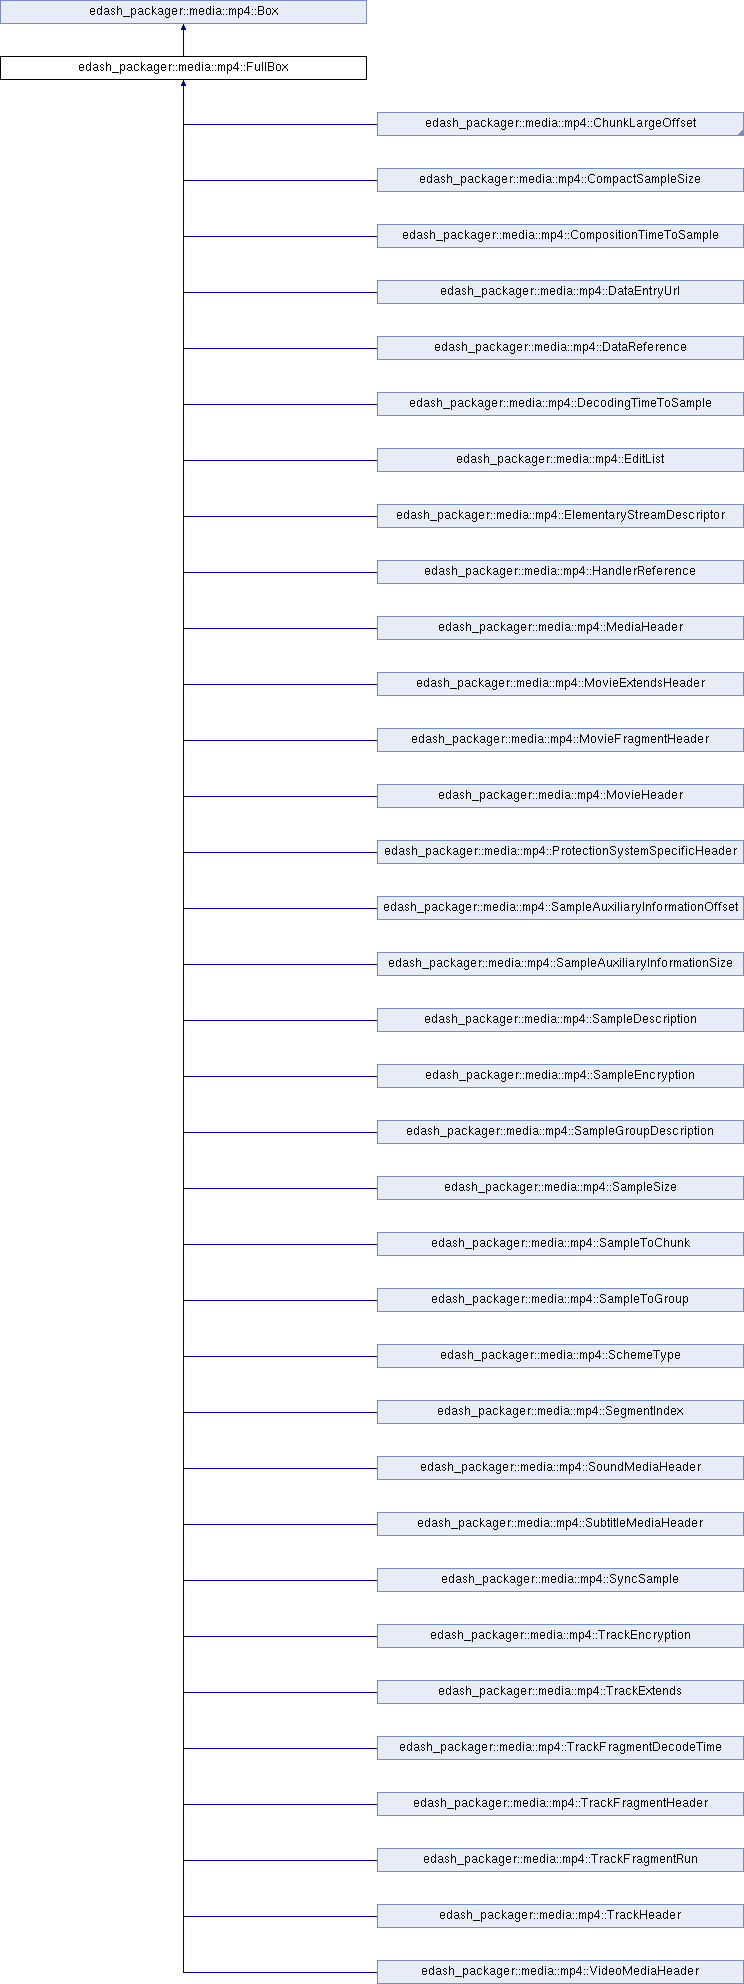 edash_packager::media::mp4::Box
edash_packager::media::mp4::FullBox
edash_packager::media::mp4::ChunkLargeOffset
edash_packager::media::mp4::CompactSampleSize
edash_packager::media::mp4::CompositionTimeToSample
edash_packager::media::mp4::DataEntryUrl
edash_packager::media::mp4::DataReference
edash_packager::media::mp4::DecodingTimeToSample
edash_packager::media::mp4::EditList
edash_packager::media::mp4::ElementaryStreamDescriptor
edash_packager::media::mp4::HandlerReference
edash_packager::media::mp4::MediaHeader
edash_packager::media::mp4::MovieExtendsHeader
edash_packager::media::mp4::MovieFragmentHeader
edash_packager::media::mp4::MovieHeader
edash_packager::media::mp4::ProtectionSystemSpecificHeader
edash_packager::media::mp4::SampleAuxiliaryInformationOffset
edash_packager::media::mp4::SampleAuxiliaryInformationSize
edash_packager::media::mp4::SampleDescription
edash_packager::media::mp4::SampleEncryption
edash_packager::media::mp4::SampleGroupDescription
edash_packager::media::mp4::SampleSize
edash_packager::media::mp4::SampleToChunk
edash_packager::media::mp4::SampleToGroup
edash_packager::media::mp4::SchemeType
edash_packager::media::mp4::SegmentIndex
edash_packager::media::mp4::SoundMediaHeader
edash_packager::media::mp4::SubtitleMediaHeader
edash_packager::media::mp4::SyncSample
edash_packager::media::mp4::TrackEncryption
edash_packager::media::mp4::TrackExtends
edash_packager::media::mp4::TrackFragmentDecodeTime
edash_packager::media::mp4::TrackFragmentHeader
edash_packager::media::mp4::TrackFragmentRun
edash_packager::media::mp4::TrackHeader
edash_packager::media::mp4::VideoMediaHeader